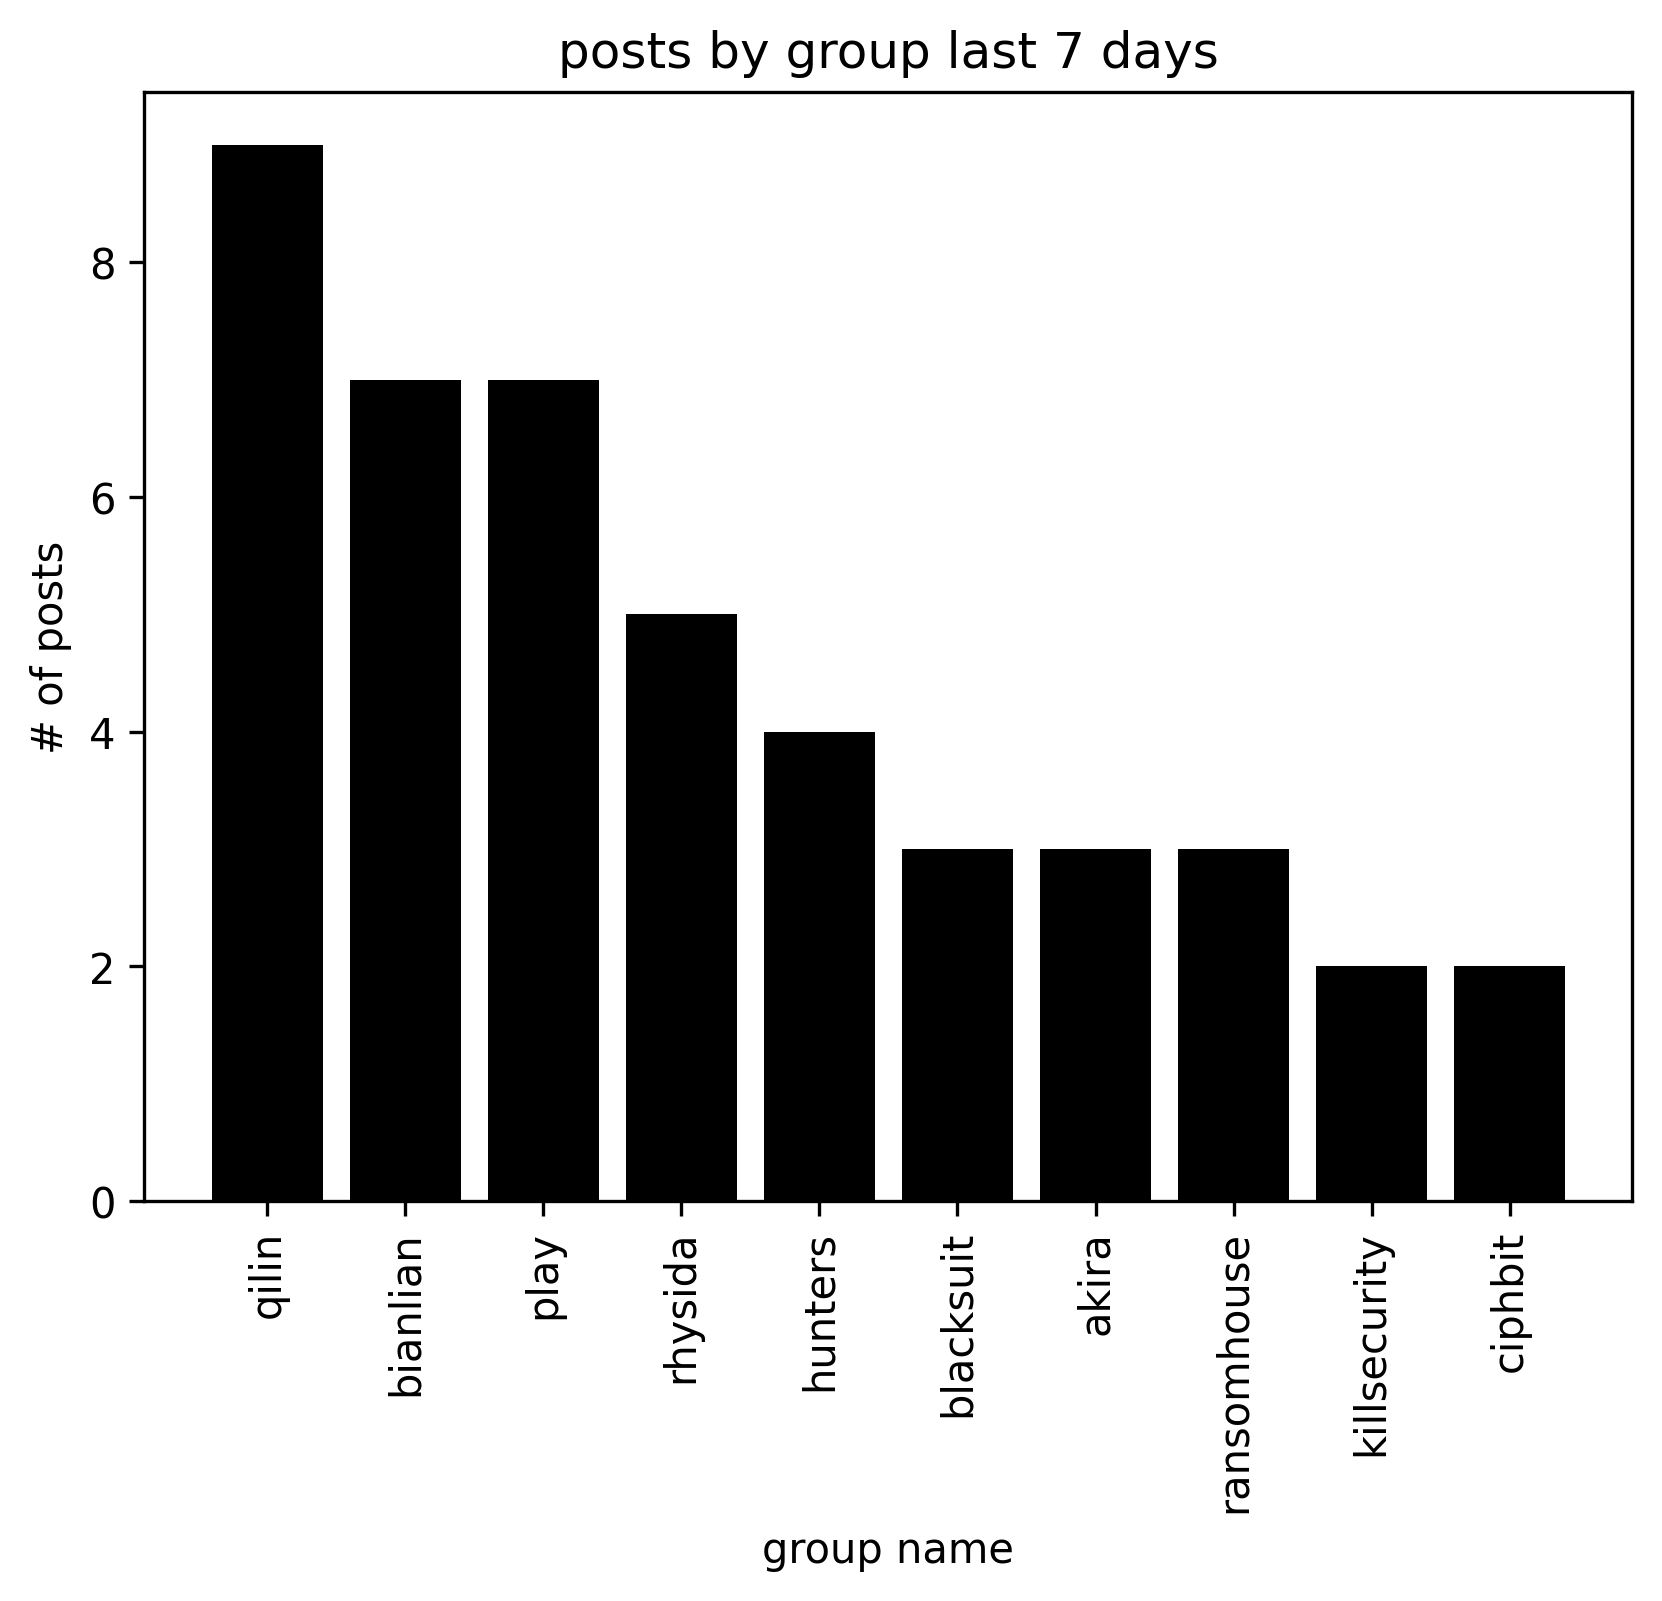 posts by group last 7 days
# of posts
8
6
4
2
0
qilin
bianlian
play
rhysida
hunters
blacksuit
akira
ransomhouse
killsecurity
ciphbit
group name